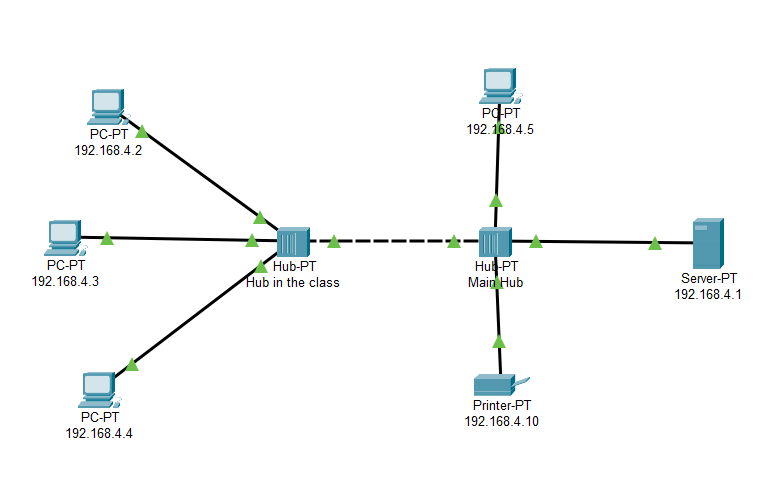 PC-PT
192.168.4.2
PC-PT
192.168.4.5
PC-PT
192.168.4.3
Hub-PT
Hub in the class
Hub-PT
Main Hub
Server-PT
192.168.4.1
PC-PT
192.168.4.4
Printer-PT
192.168.4.10